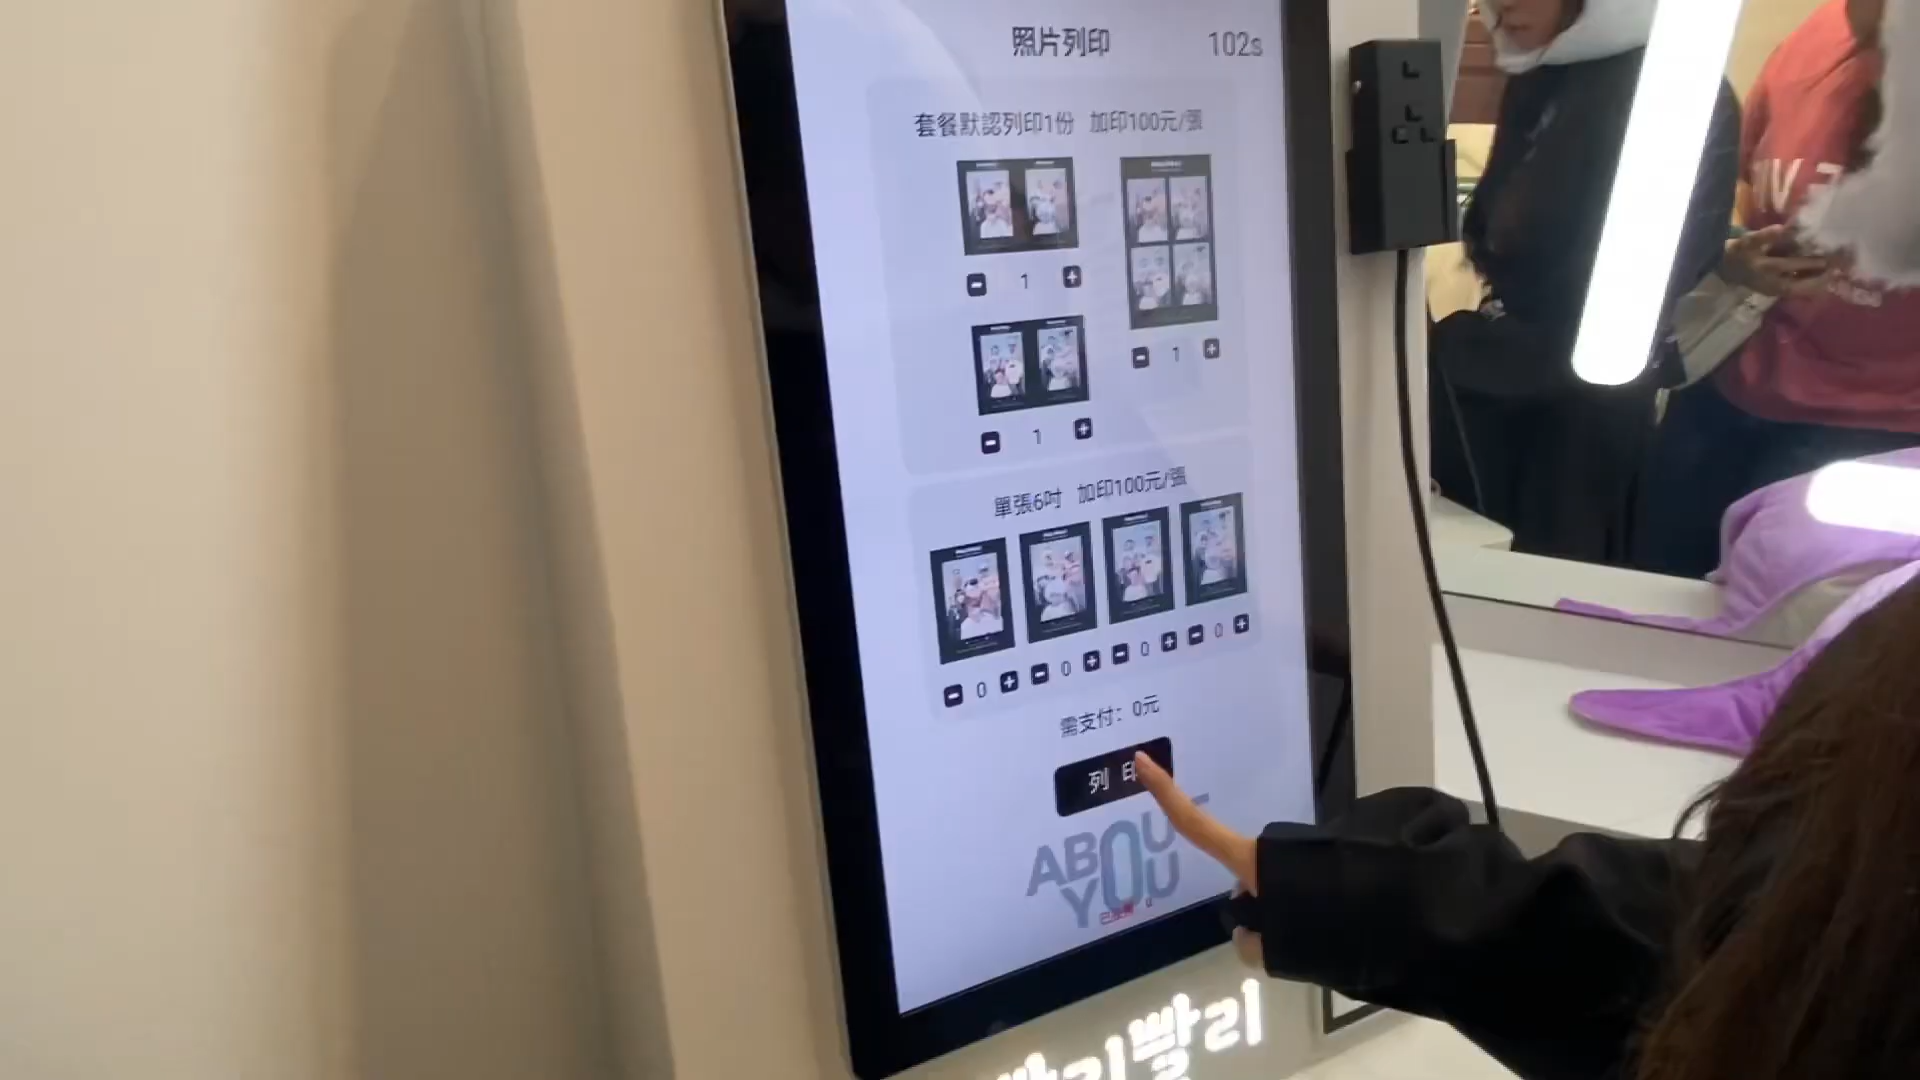 照片列印 102s
套餐默認列印1份 加印100元/張
1
1
1
單張6吋 加印100元/張
0 0 0 0
需支付：0元
列 印
ABOU
YOU
빨리빨리